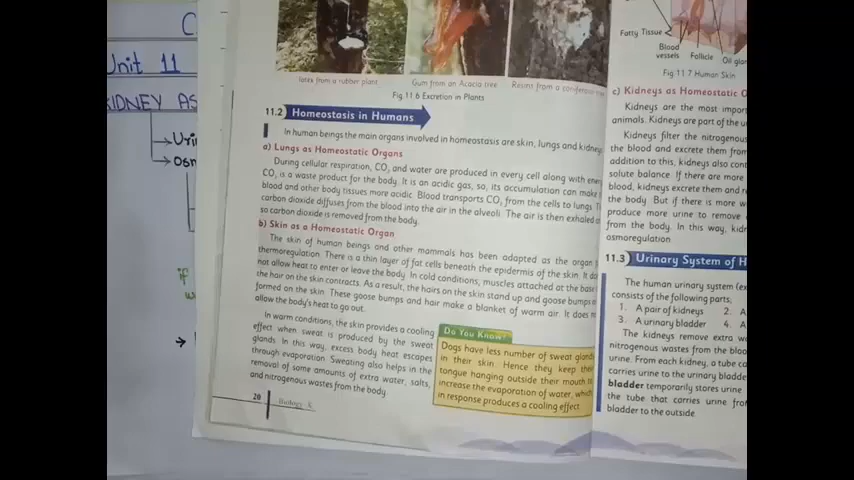 C
Unit 11
KIDNEY AS
Uri
Osm
if
Latex from a rubber plant
Gum from an Acacia tree
Resins from a coniferous
Fig 11.6 Excretion in Plants
11.2 Homeostasis in Humans
In human beings the main organs involved in homeostasis are skin, lungs and kidney
a) Lungs as Homeostatic Organs
During cellular respiration, CO2 and water are produced in every cell along with ener
CO2 is a waste product for the body. It is an acidic gas, so, its accumulation can make
blood and other body tissues more acidic. Blood transports CO2 from the cells to lungs. T
carbon dioxide diffuses from the blood into the air in the alveoli. The air is then exhaled a
so carbon dioxide is removed from the body.
b) Skin as a Homeostatic Organ
The skin of human beings and other mammals has been adapted as the organ
thermoregulation. There is a thin layer of fat cells beneath the epidermis of the skin. It do
not allow heat to enter or leave the body. In cold conditions, muscles attached at the base
the hair on the skin contracts. As a result, the hairs on the skin stand up and goose bumps
formed on the skin. These goose bumps and hair make a blanket of warm air. It does n
allow the body's heat to go out.
In warm conditions, the skin provides a cooling
effect when sweat is produced by the sweat
glands. In this way, excess body heat escapes
through evaporation. Sweating also helps in the
removal of some amounts of extra water, salts,
and nitrogenous wastes from the body.
Do You Know?
Dogs have less number of sweat glands
in their skin. Hence they keep their
tongue hanging outside their mouth to
increase the evaporation of water, which
in response produces a cooling effect.
20 Biology - X
Fatty Tissue
Blood
vessels
Follicle
Oil glan
Fig 11.7 Human Skin
c) Kidneys as Homeostatic O
Kidneys are the most impor
animals. Kidneys are part of the u
Kidneys filter the nitrogenous
the blood and excrete them from
addition to this, kidneys also cont
solute balance. If there are more
blood, kidneys excrete them and r
the body. But if there is more w
produce more urine to remove
from the body. In this way, kidn
osmoregulation.
11.3 Urinary System of H
The human urinary system (ex
consists of the following parts;
1. A pair of kidneys 2. A
3. A urinary bladder 4. A
The kidneys remove extra w
nitrogenous wastes from the bloo
urine. From each kidney, a tube ca
carries urine to the urinary bladde
bladder temporarily stores urine
the tube that carries urine fro
bladder to the outside.